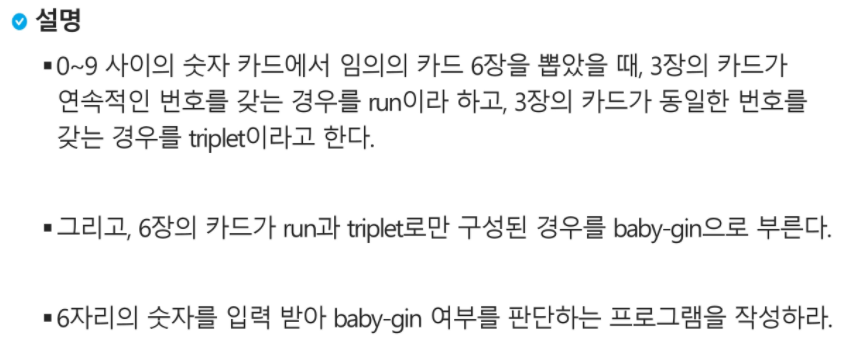 설명
▪0~9 사이의 숫자 카드에서 임의의 카드 6장을 뽑았을 때, 3장의 카드가
연속적인 번호를 갖는 경우를 run이라 하고, 3장의 카드가 동일한 번호를
갖는 경우를 triplet이라고 한다.
▪그리고, 6장의 카드가 run과 triplet로만 구성된 경우를 baby-gin으로 부른다.
▪6자리의 숫자를 입력 받아 baby-gin 여부를 판단하는 프로그램을 작성하라.